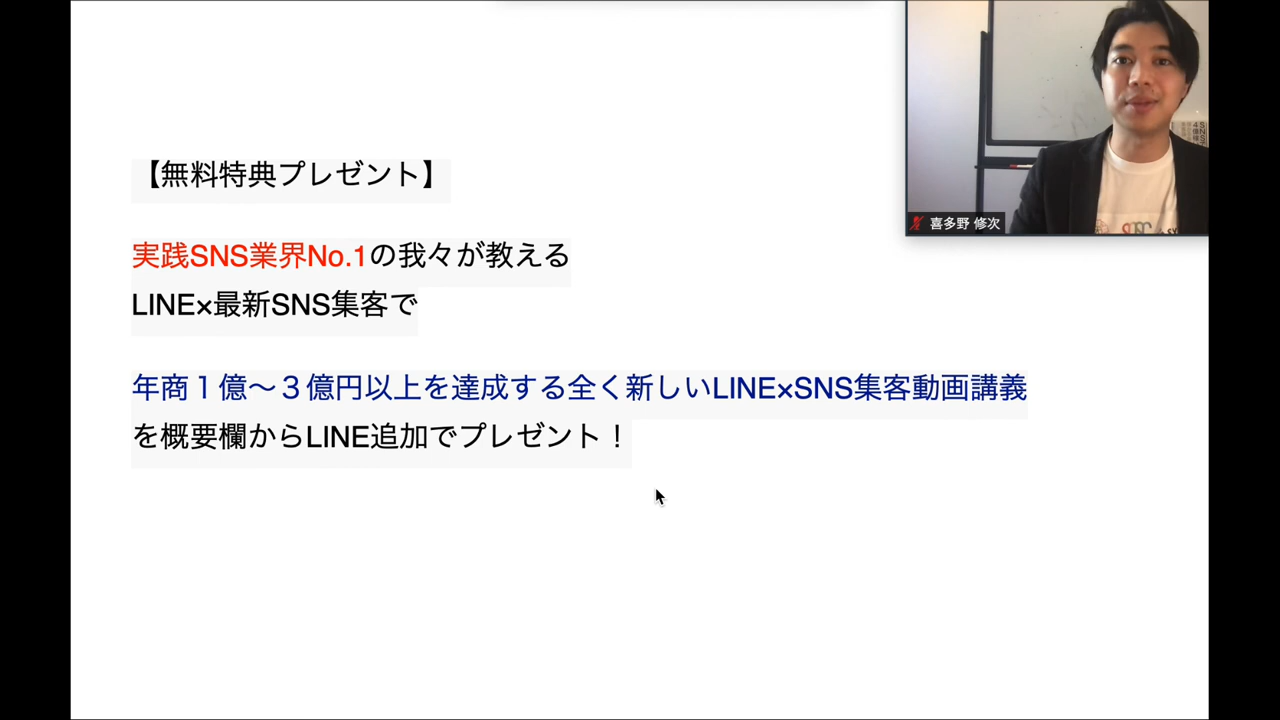 【無料特典プレゼント】
実践SNS業界No.1の我々が教える
LINE×最新SNS集客で
年商１億〜３億円以上を達成する全く新しいLINE×SNS集客動画講義
を概要欄からLINE追加でプレゼント！
喜多野 修次